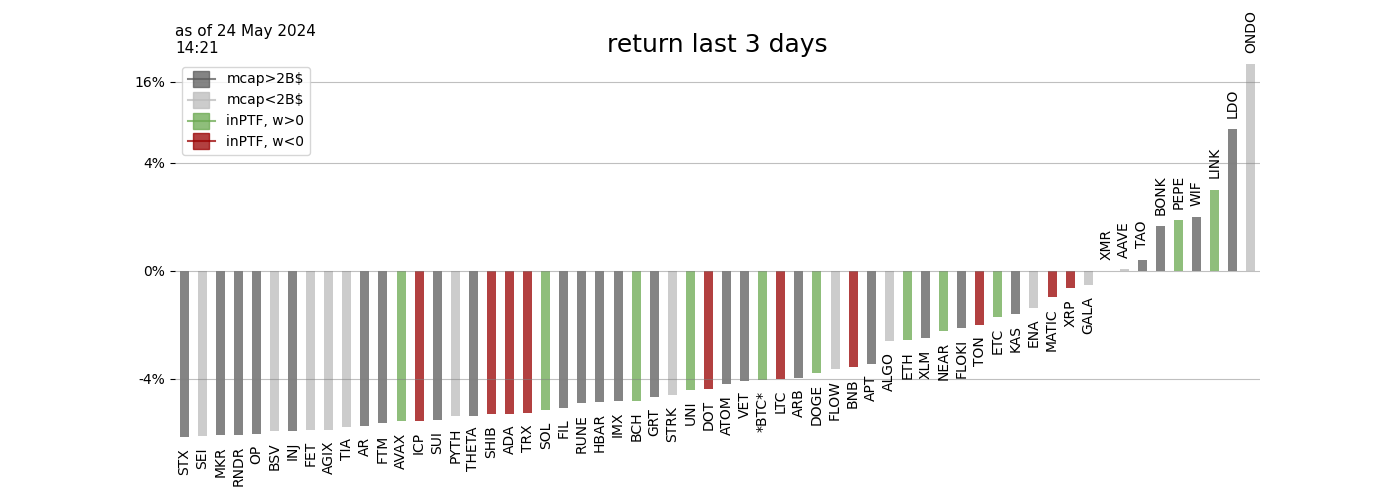 as of 24 May 2024
14:21
return last 3 days
mcap>2B$
mcap<2B$
inPTF, w>0
inPTF, w<0
16%
4%
0%
-4%
STX
SEI
MKR
RNDR
OP
BSV
INJ
FET
AGIX
TIA
AR
FTM
AVAX
ICP
SUI
PYTH
THETA
SHIB
ADA
TRX
SOL
FIL
RUNE
HBAR
IMX
BCH
GRT
STRK
UNI
DOT
ATOM
VET
*BTC*
LTC
ARB
DOGE
FLOW
BNB
APT
ALGO
ETH
XLM
NEAR
FLOKI
TON
ETC
KAS
ENA
MATIC
XRP
GALA
XMR
AAVE
TAO
BONK
PEPE
WIF
LINK
LDO
ONDO